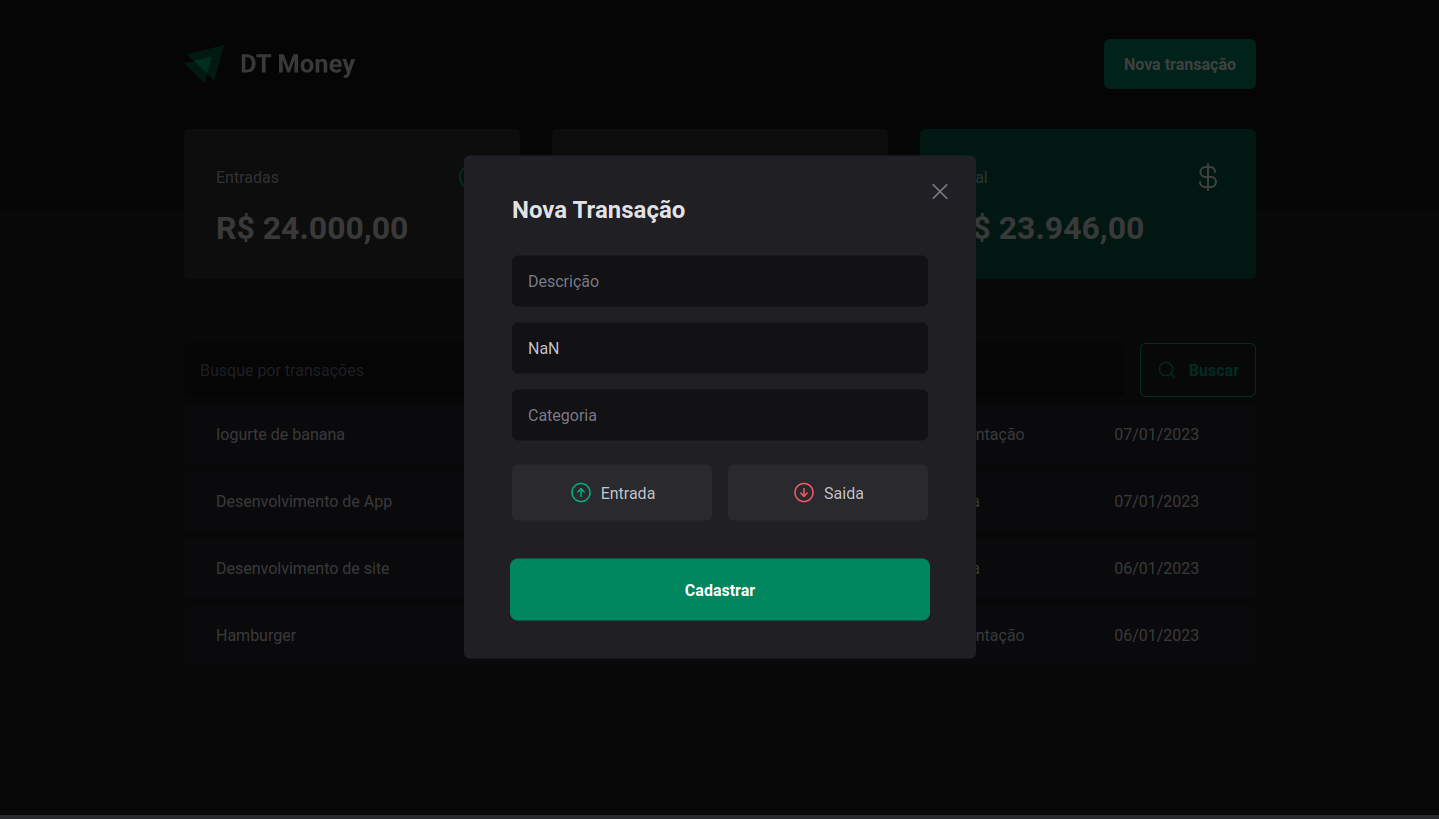 DT Money
Nova transação
Entradas
R$ 24.000,00
al
$ 23.946,00
Nova Transação
Descrição
NaN
Categoria
Entrada
Saida
Cadastrar
Busque por transações
Buscar
Iogurte de banana
ntação
07/01/2023
Desenvolvimento de App
a
07/01/2023
Desenvolvimento de site
a
06/01/2023
Hamburger
ntação
06/01/2023